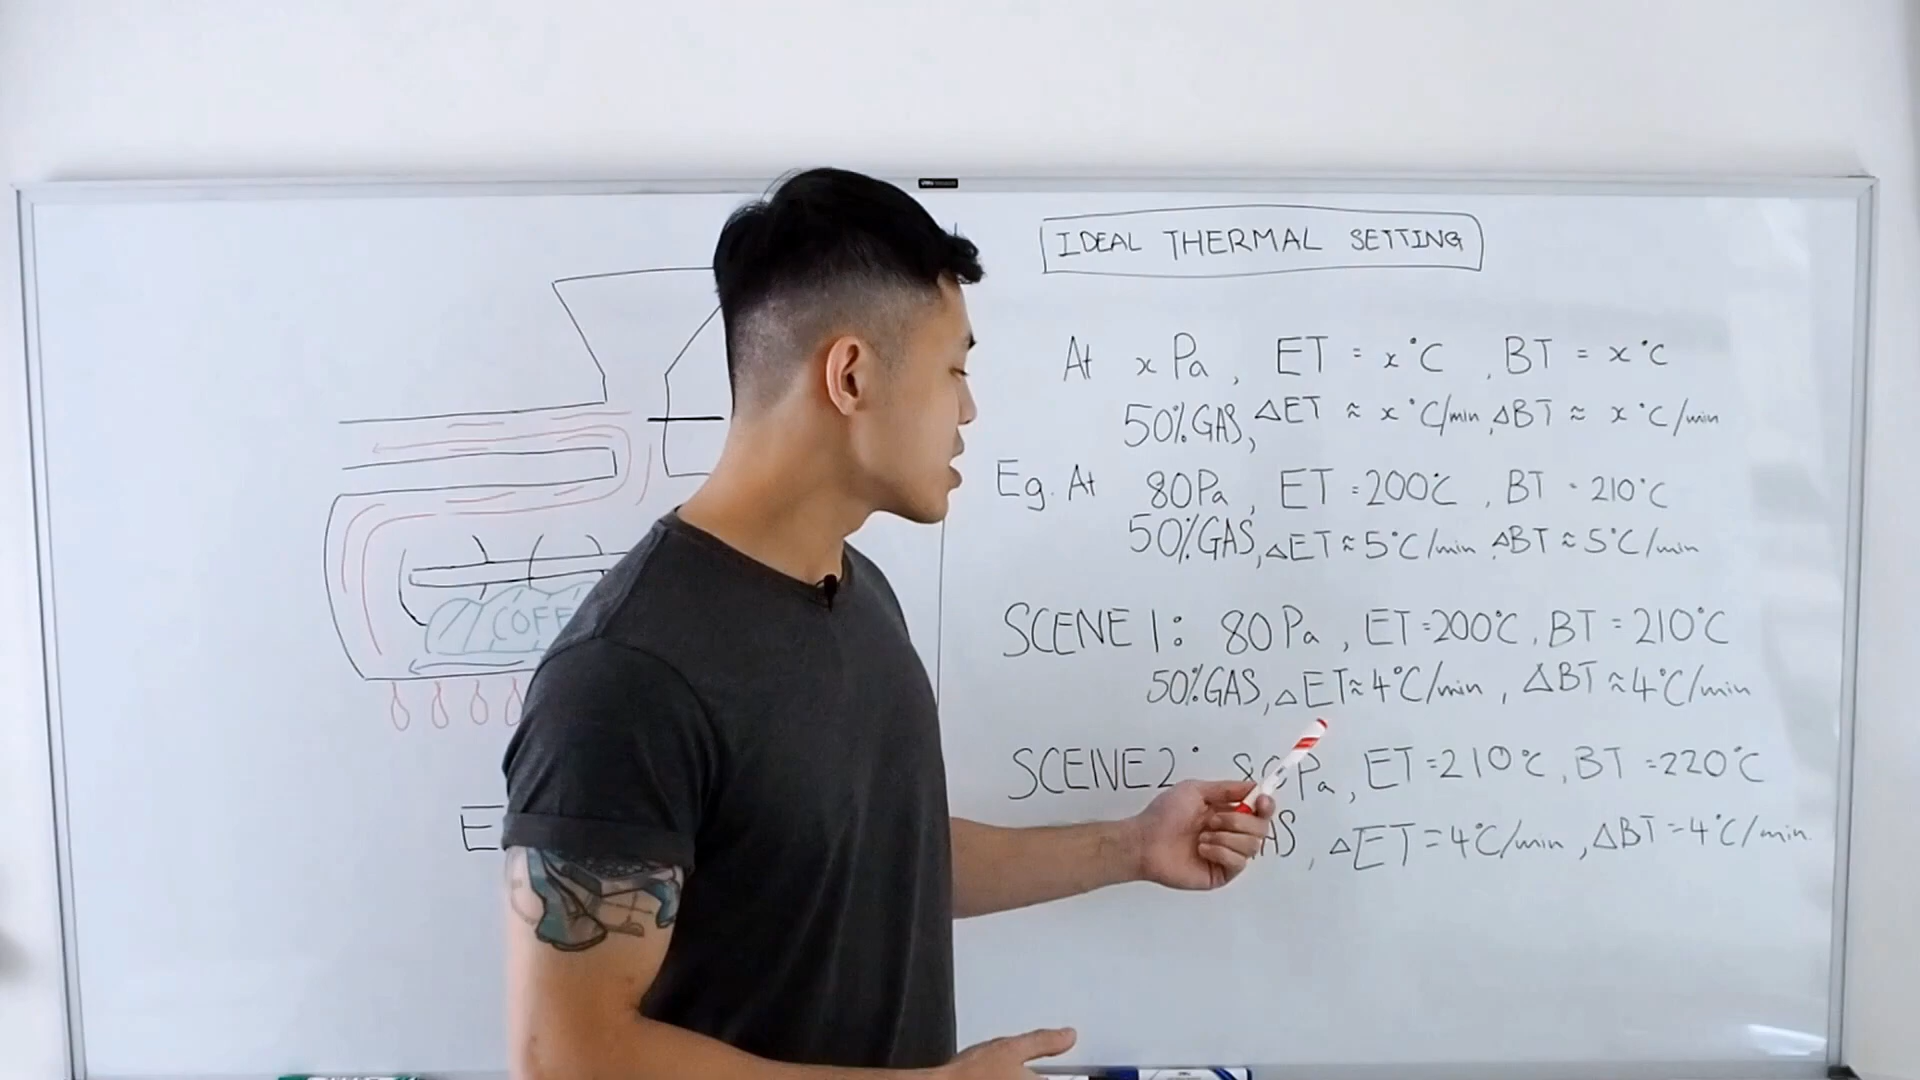 IDEAL THERMAL SETTING
At x Pa, ET = x°C, BT = x°C
50% GAS, ΔET ≈ x°C/min, ΔBT ≈ x°C/min
Eg. At 80Pa, ET = 200°C, BT = 210°C
50% GAS, ΔET ≈ 5°C/min ΔBT ≈ 5°C/min
SCENE 1: 80 Pa, ET = 200°C, BT = 210°C
50% GAS, ΔET ≈ 4°C/min, ΔBT ≈ 4°C/min
SCENE 2: 80 Pa, ET = 210°C, BT = 220°C
ΔET = 4°C/min, ΔBT = 4°C/min.